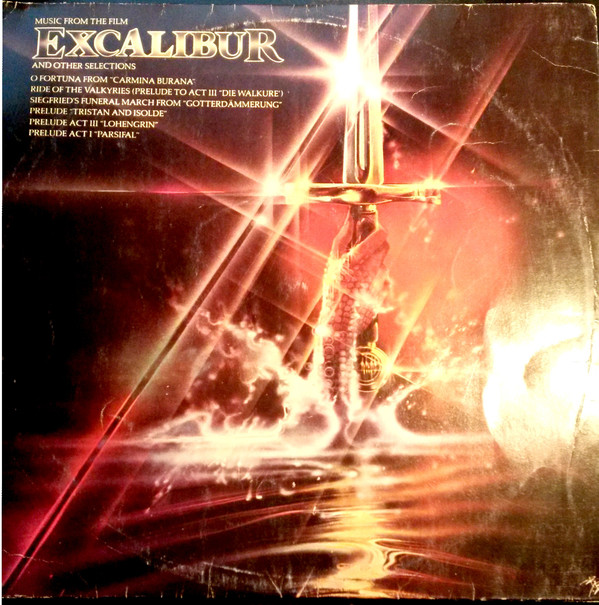 MUSIC FROM THE FILM
EXCALIBUR
AND OTHER SELECTIONS
O FORTUNA FROM "CARMINA BURANA"
RIDE OF THE VALKYRIES (PRELUDE TO ACT III "DIE WALKURE')
SIEGFRIED'S FUNERAL MARCH FROM "GOTTERDÄMMERUNG"
PRELUDE "TRISTAN AND ISOLDE"
PRELUDE ACT III "LOHENGRIN"
PRELUDE ACT I "PARSIFAL"